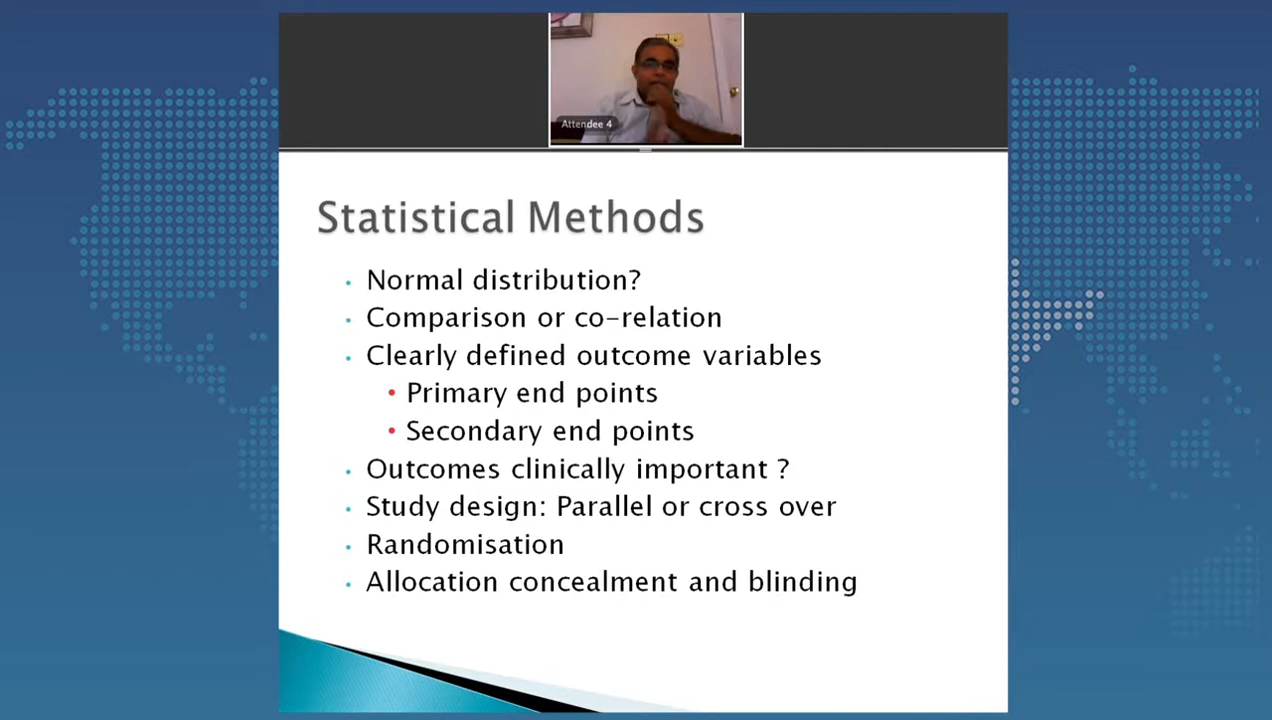 Attendee 4
Statistical Methods
Normal distribution?
Comparison or co-relation
Clearly defined outcome variables
Primary end points
Secondary end points
Outcomes clinically important ?
Study design: Parallel or cross over
Randomisation
Allocation concealment and blinding